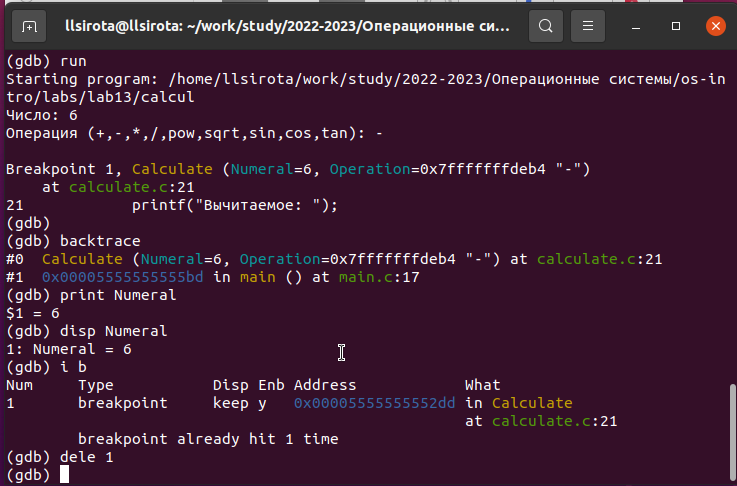 llsirota@llsirota: ~/work/study/2022-2023/Операционные си...
(gdb) run
Starting program: /home/llsirota/work/study/2022-2023/Операционные системы/os-in
tro/labs/lab13/calcul
Число: 6
Операция (+,-,*,/,pow,sqrt,sin,cos,tan): -
Breakpoint 1, Calculate (Numeral=6, Operation=0x7fffffffdeb4 "-")
    at calculate.c:21
21            printf("Вычитаемое: ");
(gdb)
(gdb) backtrace
#0  Calculate (Numeral=6, Operation=0x7fffffffdeb4 "-") at calculate.c:21
#1  0x00005555555555bd in main () at main.c:17
(gdb) print Numeral
$1 = 6
(gdb) disp Numeral
1: Numeral = 6
(gdb) i b
Num     Type           Disp Enb Address            What
1       breakpoint     keep y   0x00005555555552dd in Calculate
                                                   at calculate.c:21
        breakpoint already hit 1 time
(gdb) dele 1
(gdb)